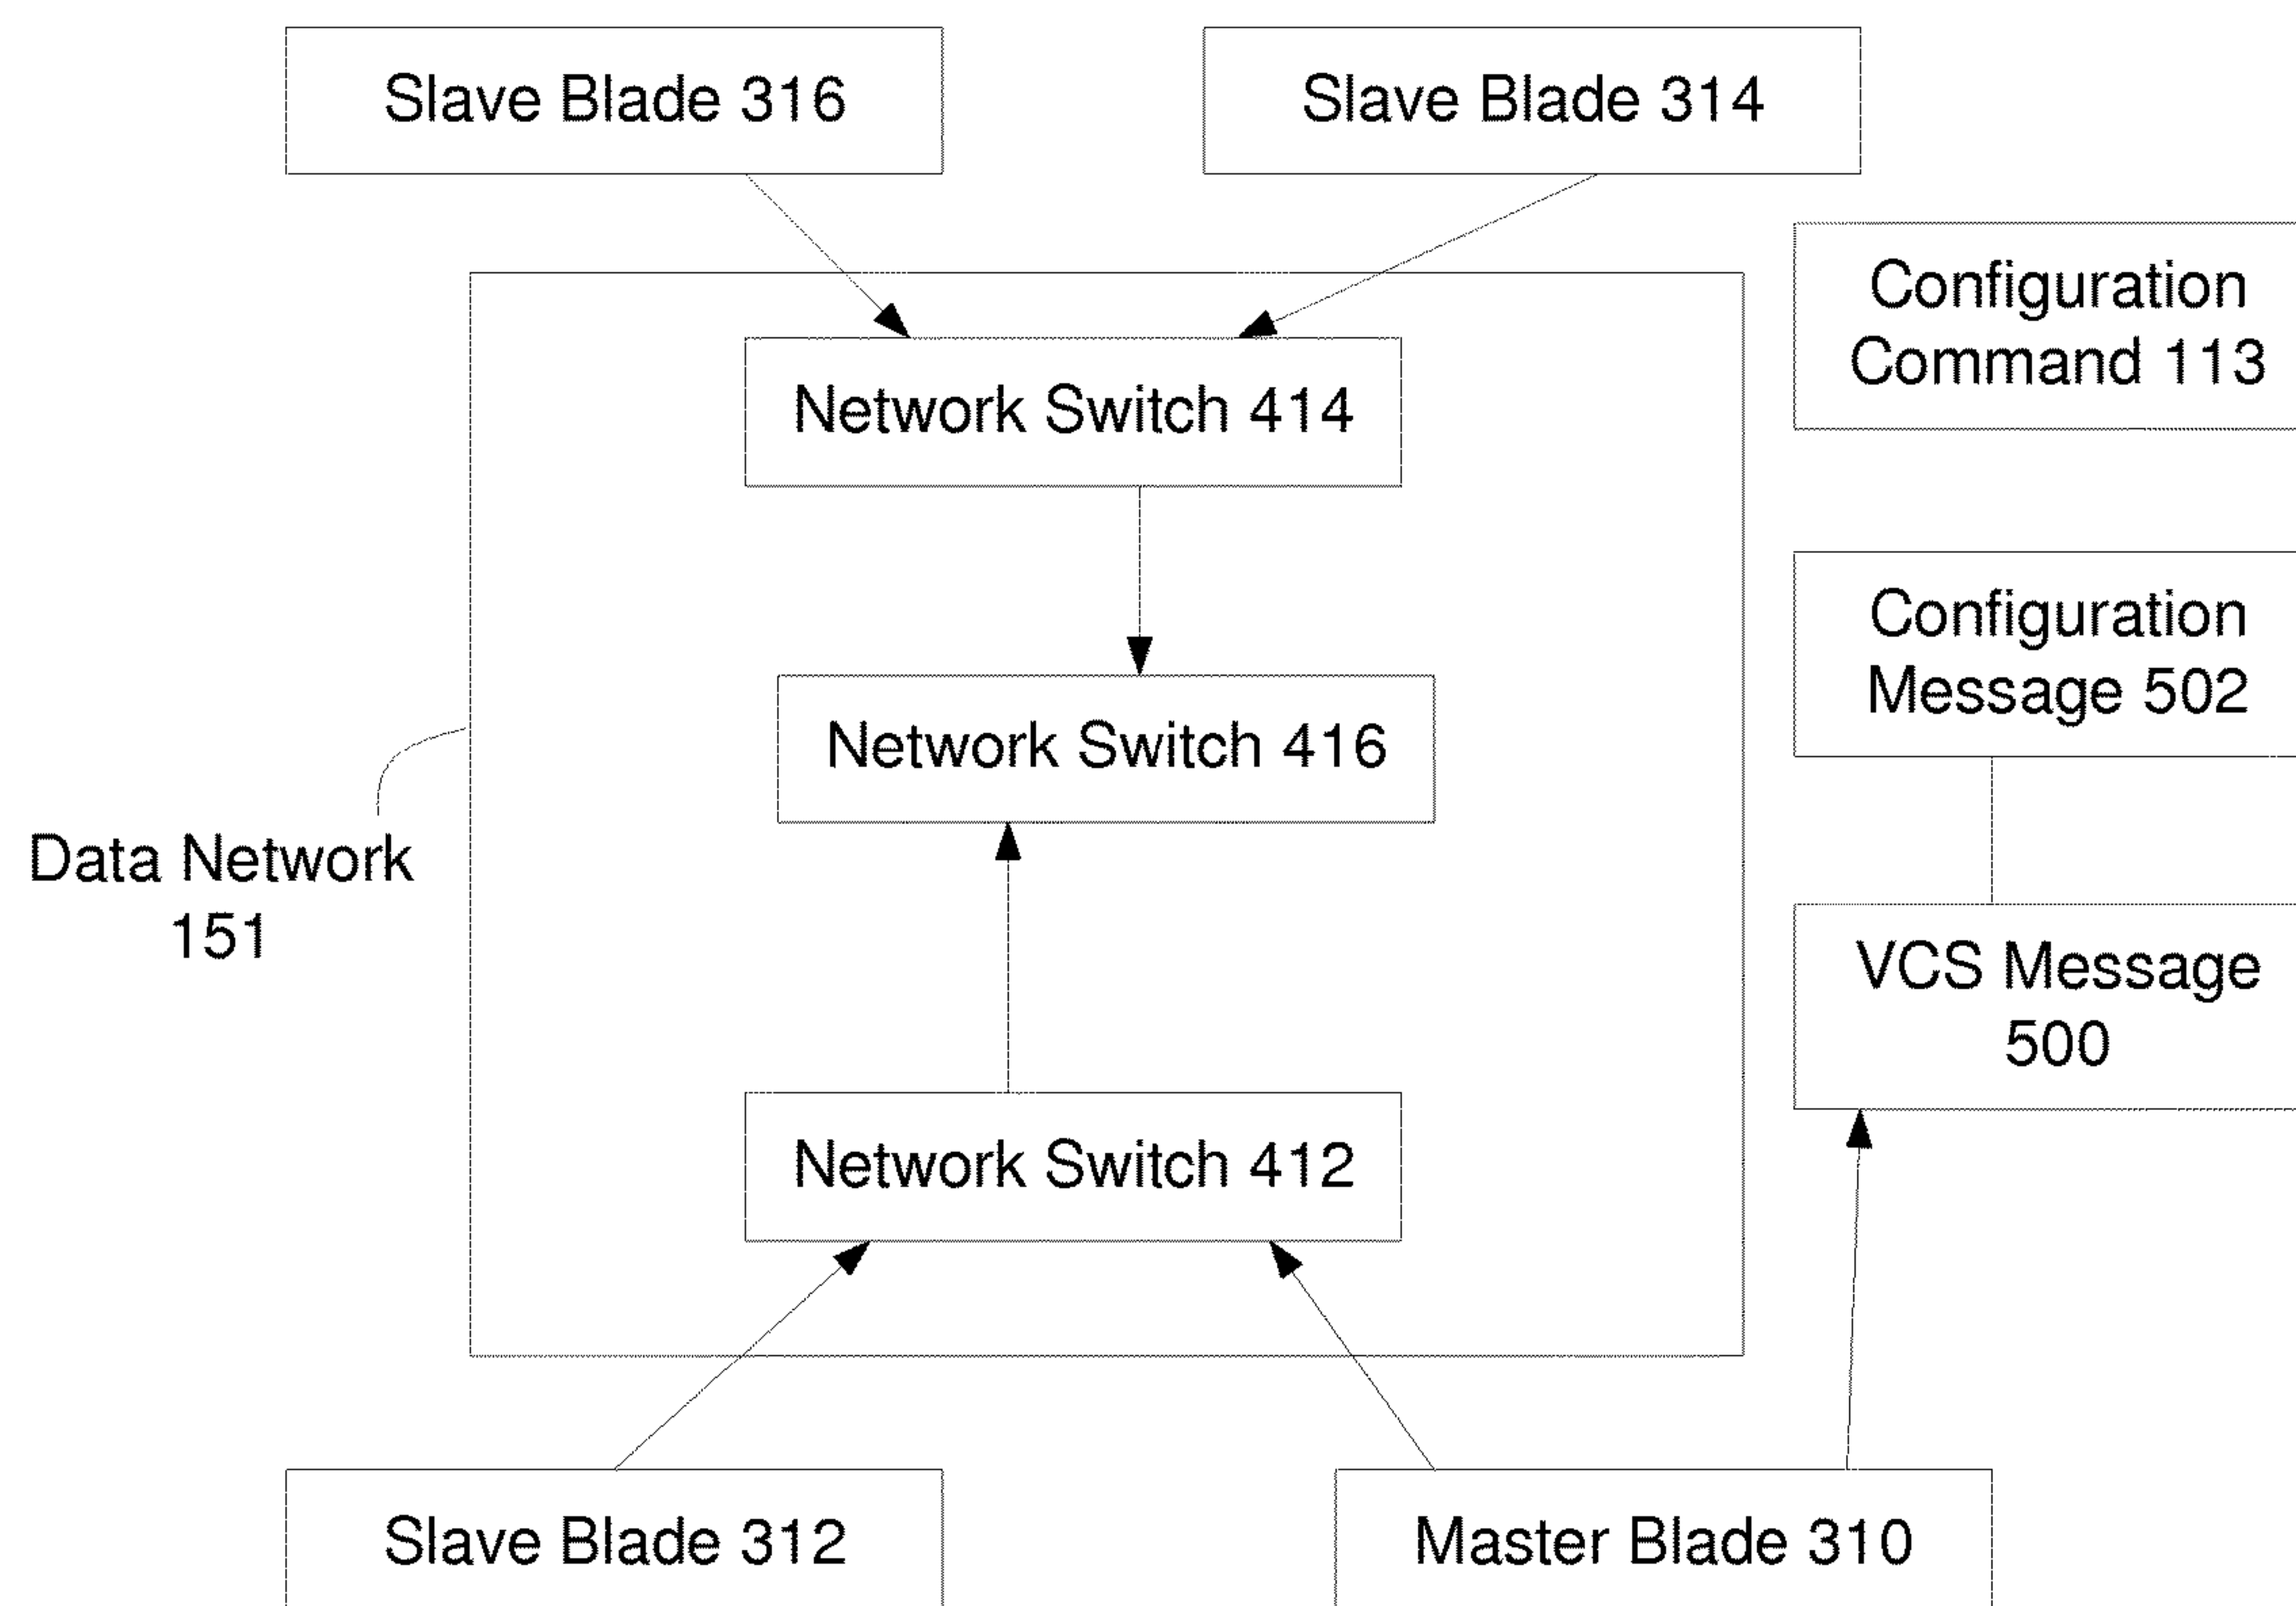 Slave Blade 316
Slave Blade 314
Configuration
Command 113
Network Switch 414
Configuration
Message 502
Network Switch 416
Data Network
151
VCS Message
500
Network Switch 412
Slave Blade 312
Master Blade 310